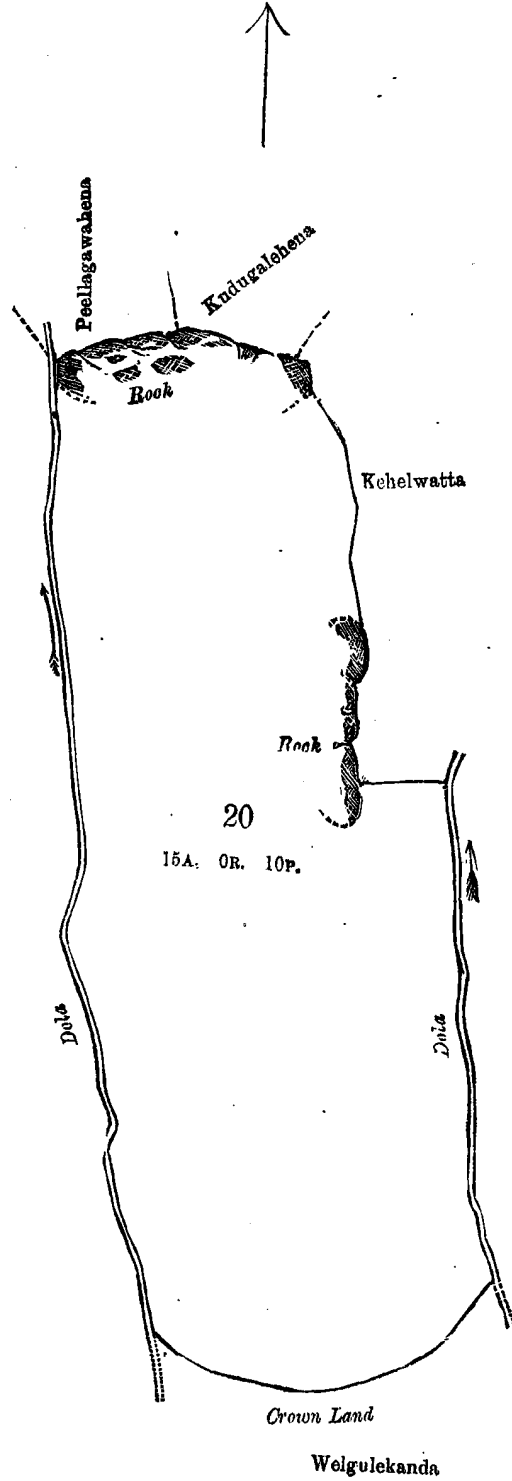 Peellagawahena
Kudugalehena
Rock
Kehelwatta
Rock
20
15A. 0R. 10P.
Dola
Dola
Crown Land
Welgulekanda